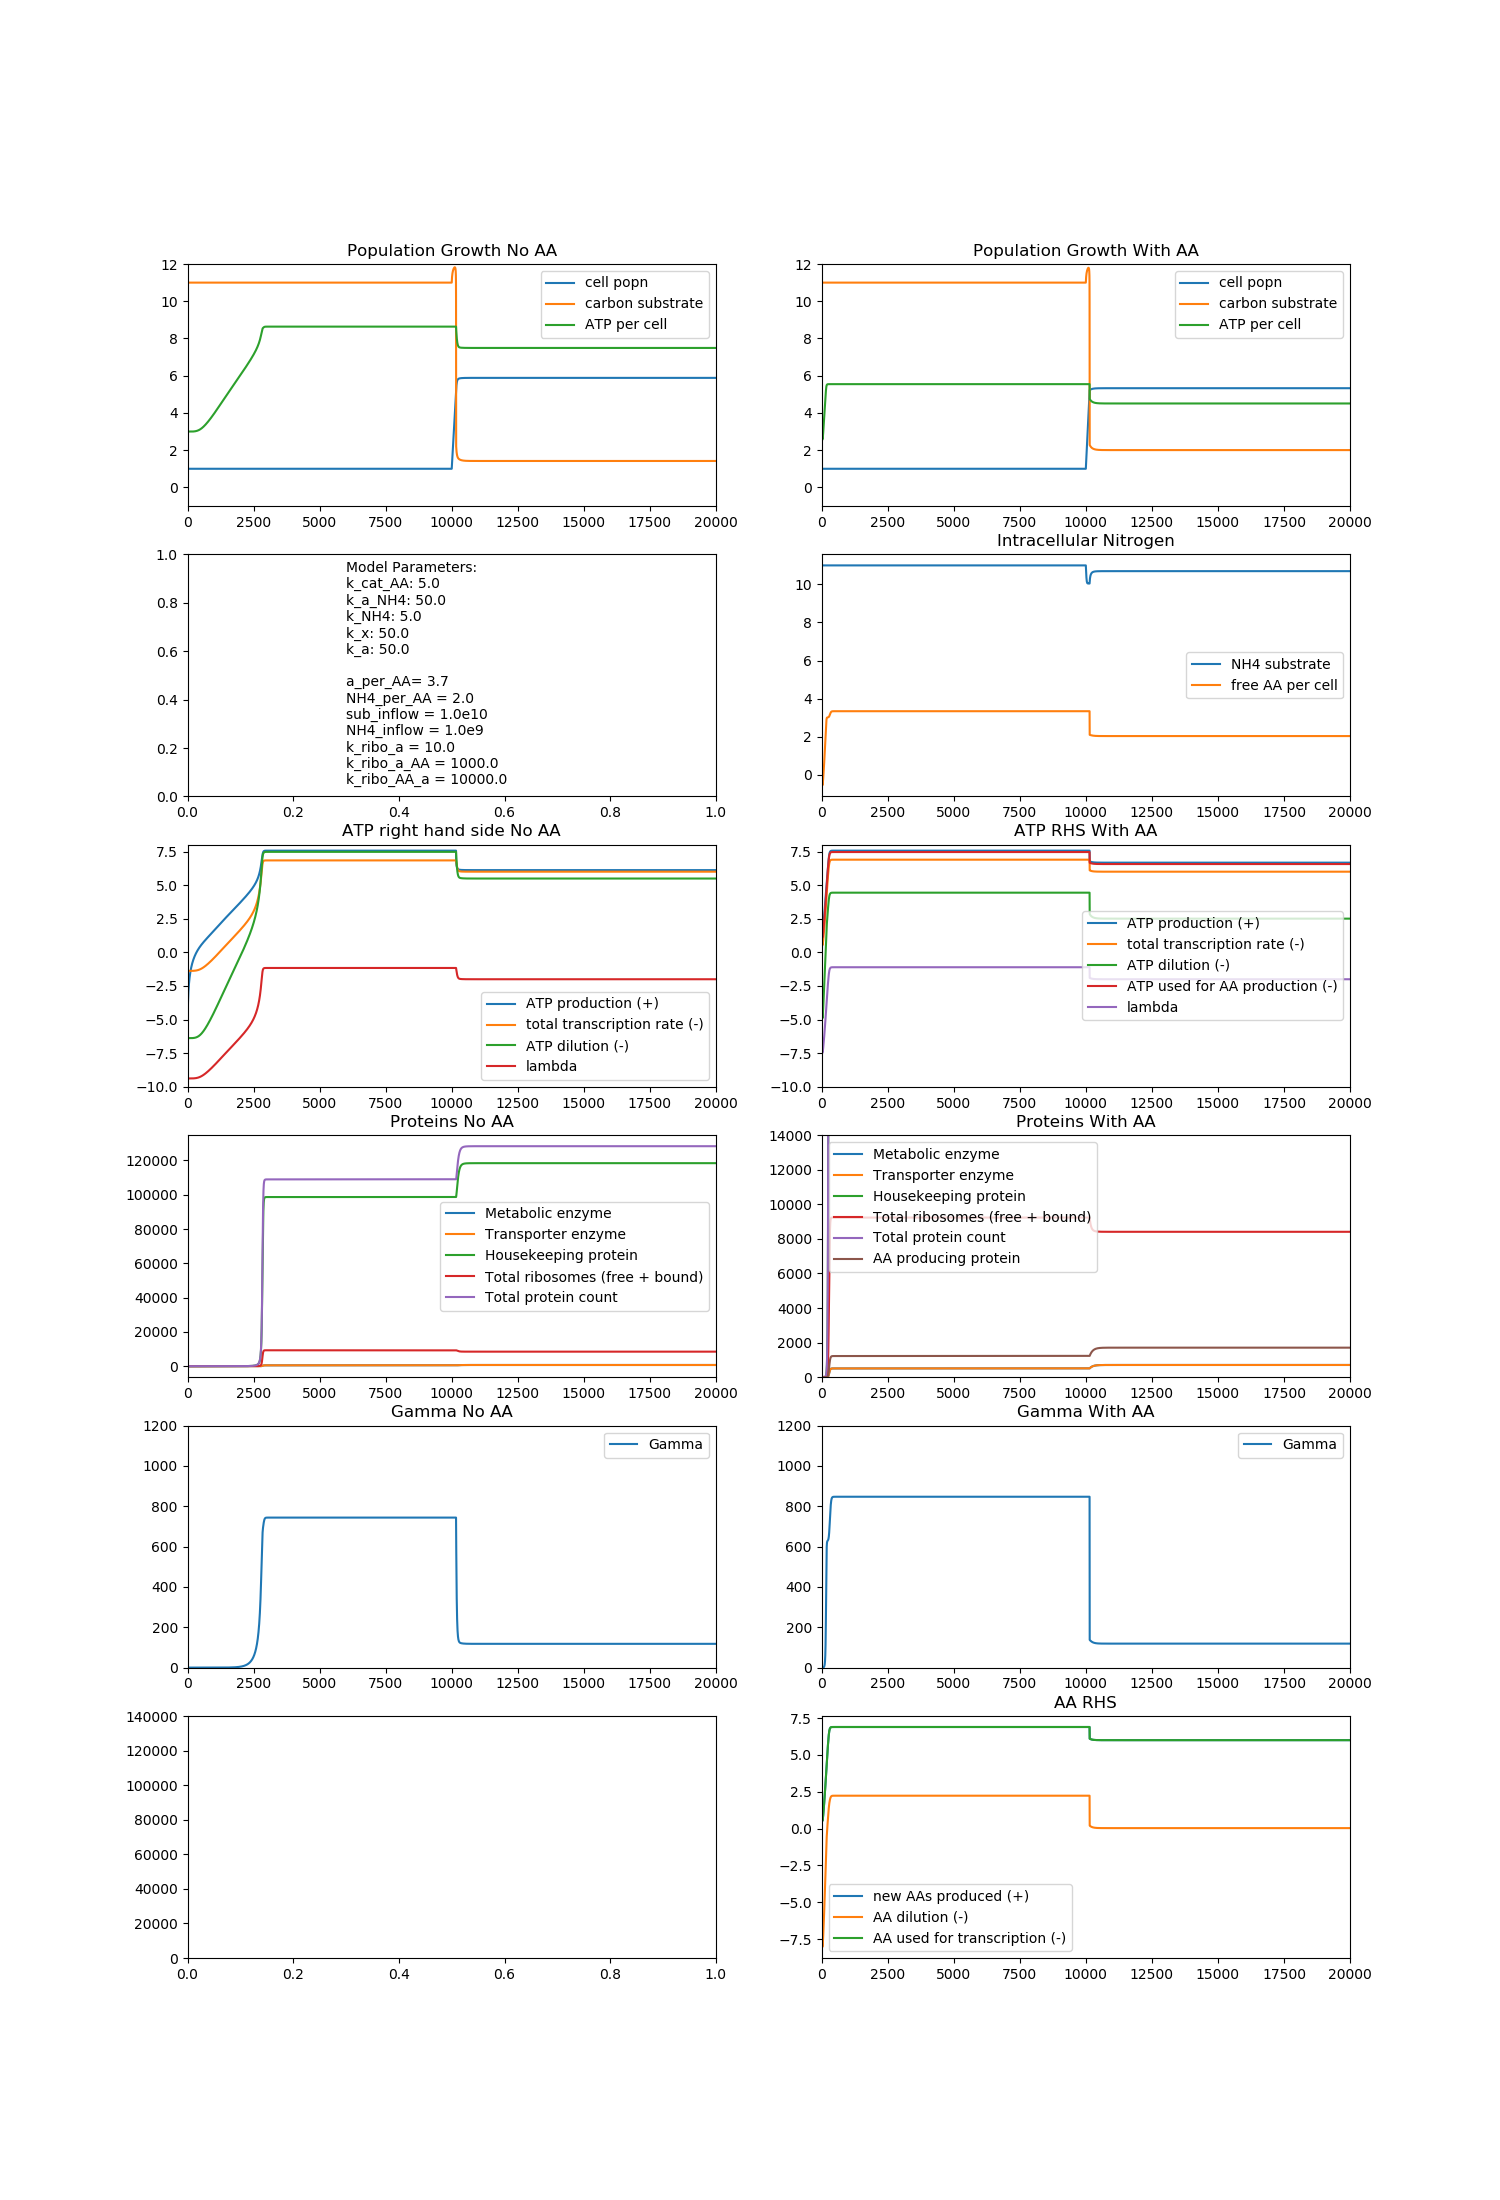 Population Growth No AA
12
10
8
6
4
2
0
cell popn
carbon substrate
ATP per cell
0 2500 5000 7500 10000 12500 15000 17500 20000
Population Growth With AA
12
10
8
6
4
2
0
cell popn
carbon substrate
ATP per cell
0 2500 5000 7500 10000 12500 15000 17500 20000
1.0
0.8
0.6
0.4
0.2
0.0
Model Parameters:
k_cat_AA: 5.0
k_a_NH4: 50.0
k_NH4: 5.0
k_x: 50.0
k_a: 50.0
a_per_AA= 3.7
NH4_per_AA = 2.0
sub_inflow = 1.0e10
NH4_inflow = 1.0e9
k_ribo_a = 10.0
k_ribo_a_AA = 1000.0
k_ribo_AA_a = 10000.0
0.0 0.2 0.4 0.6 0.8 1.0
Intracellular Nitrogen
10
8
6
4
2
0
NH4 substrate
free AA per cell
0 2500 5000 7500 10000 12500 15000 17500 20000
ATP right hand side No AA
7.5
5.0
2.5
0.0
−2.5
−5.0
−7.5
−10.0
ATP production (+)
total transcription rate (-)
ATP dilution (-)
lambda
0 2500 5000 7500 10000 12500 15000 17500 20000
ATP RHS With AA
7.5
5.0
2.5
0.0
−2.5
−5.0
−7.5
−10.0
ATP production (+)
total transcription rate (-)
ATP dilution (-)
ATP used for AA production (-)
lambda
0 2500 5000 7500 10000 12500 15000 17500 20000
Proteins No AA
120000
100000
80000
60000
40000
20000
0
Metabolic enzyme
Transporter enzyme
Housekeeping protein
Total ribosomes (free + bound)
Total protein count
0 2500 5000 7500 10000 12500 15000 17500 20000
Proteins With AA
14000
12000
10000
8000
6000
4000
2000
0
Metabolic enzyme
Transporter enzyme
Housekeeping protein
Total ribosomes (free + bound)
Total protein count
AA producing protein
0 2500 5000 7500 10000 12500 15000 17500 20000
Gamma No AA
1200
1000
800
600
400
200
0
Gamma
0 2500 5000 7500 10000 12500 15000 17500 20000
Gamma With AA
1200
1000
800
600
400
200
0
Gamma
0 2500 5000 7500 10000 12500 15000 17500 20000
140000
120000
100000
80000
60000
40000
20000
0
0.0 0.2 0.4 0.6 0.8 1.0
AA RHS
7.5
5.0
2.5
0.0
−2.5
−5.0
−7.5
new AAs produced (+)
AA dilution (-)
AA used for transcription (-)
0 2500 5000 7500 10000 12500 15000 17500 20000